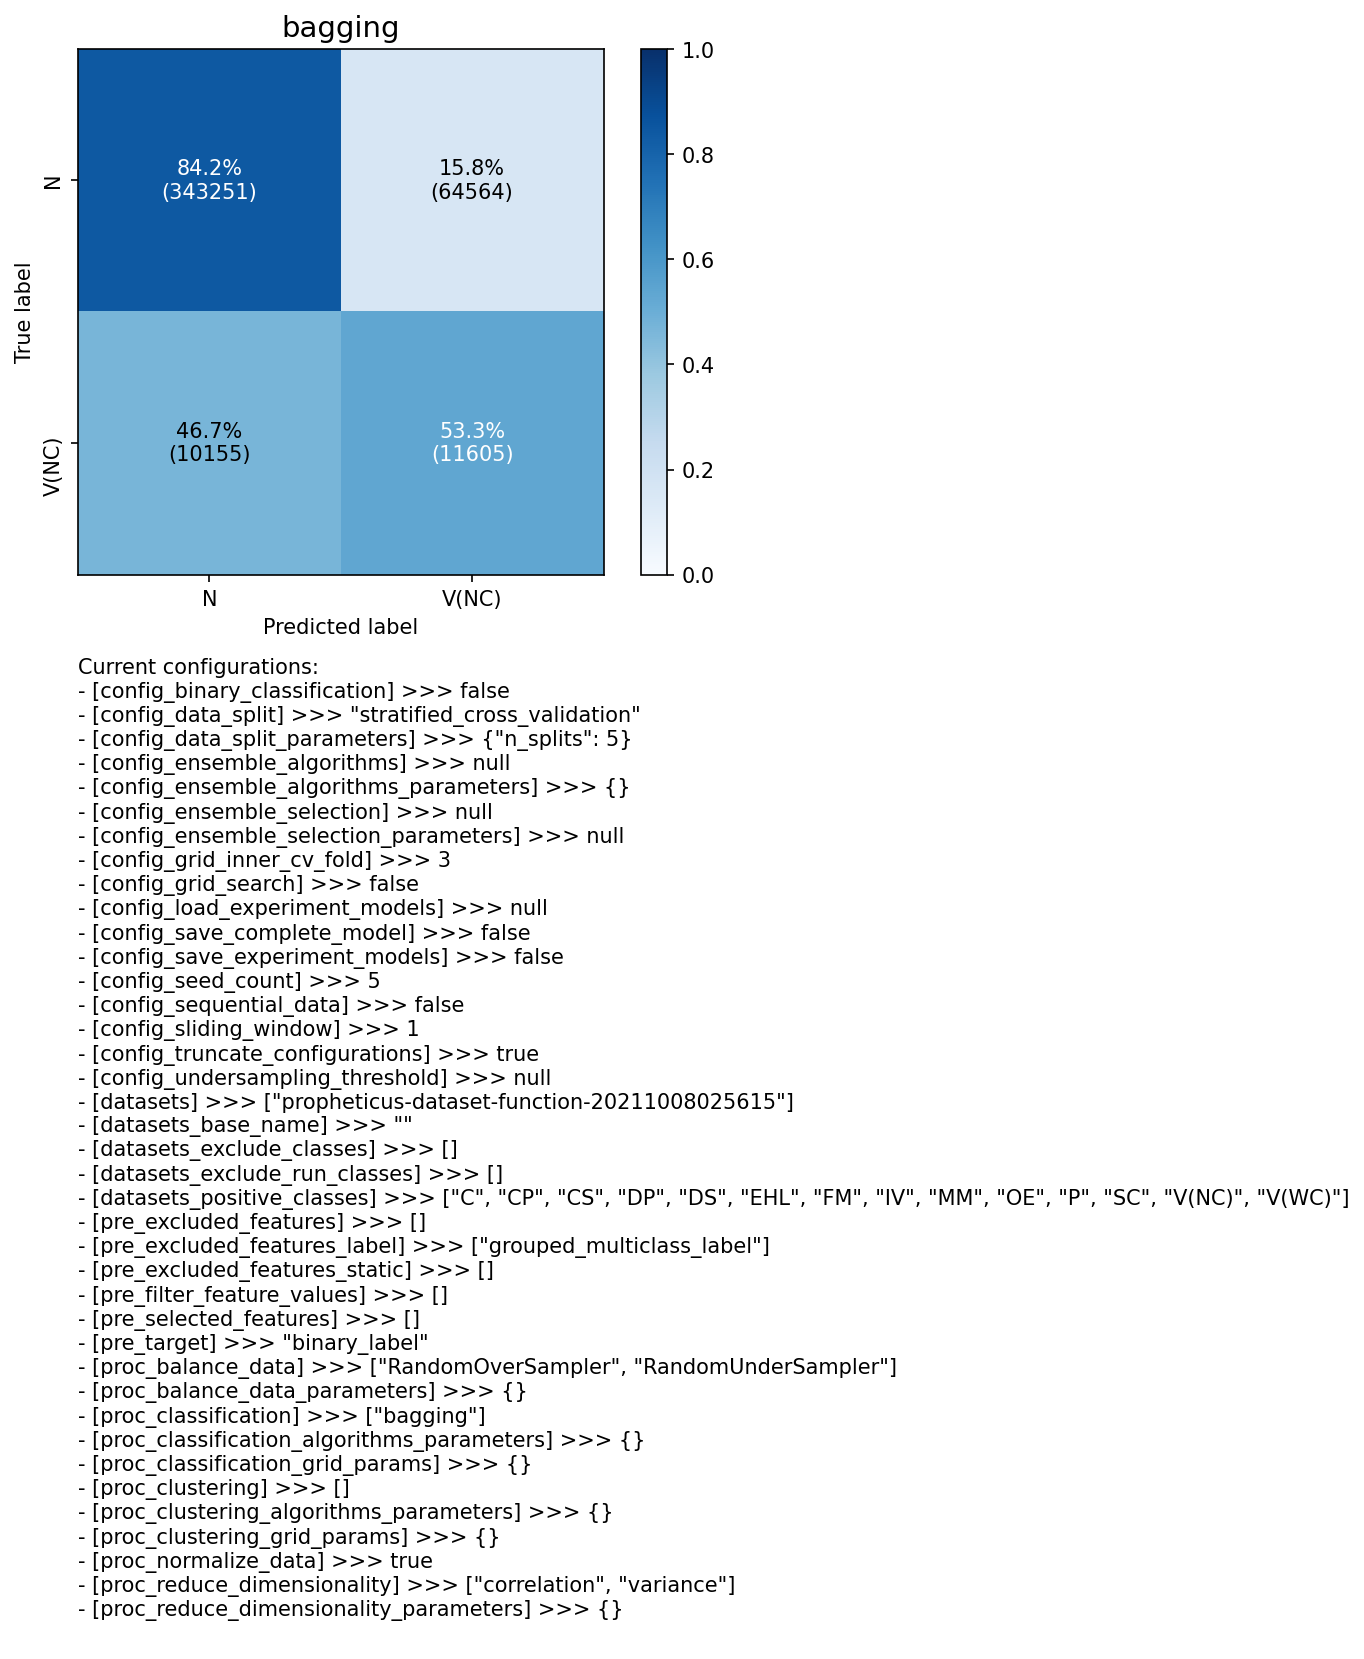 bagging
84.2%
(343251)
15.8%
(64564)
46.7%
(10155)
53.3%
(11605)
True label
N
V(NC)
N
V(NC)
Predicted label
1.0
0.8
0.6
0.4
0.2
0.0
Current configurations:
- [config_binary_classification] >>> false
- [config_data_split] >>> "stratified_cross_validation"
- [config_data_split_parameters] >>> {"n_splits": 5}
- [config_ensemble_algorithms] >>> null
- [config_ensemble_algorithms_parameters] >>> {}
- [config_ensemble_selection] >>> null
- [config_ensemble_selection_parameters] >>> null
- [config_grid_inner_cv_fold] >>> 3
- [config_grid_search] >>> false
- [config_load_experiment_models] >>> null
- [config_save_complete_model] >>> false
- [config_save_experiment_models] >>> false
- [config_seed_count] >>> 5
- [config_sequential_data] >>> false
- [config_sliding_window] >>> 1
- [config_truncate_configurations] >>> true
- [config_undersampling_threshold] >>> null
- [datasets] >>> ["propheticus-dataset-function-20211008025615"]
- [datasets_base_name] >>> ""
- [datasets_exclude_classes] >>> []
- [datasets_exclude_run_classes] >>> []
- [datasets_positive_classes] >>> ["C", "CP", "CS", "DP", "DS", "EHL", "FM", "IV", "MM", "OE", "P", "SC", "V(NC)", "V(WC)"]
- [pre_excluded_features] >>> []
- [pre_excluded_features_label] >>> ["grouped_multiclass_label"]
- [pre_excluded_features_static] >>> []
- [pre_filter_feature_values] >>> []
- [pre_selected_features] >>> []
- [pre_target] >>> "binary_label"
- [proc_balance_data] >>> ["RandomOverSampler", "RandomUnderSampler"]
- [proc_balance_data_parameters] >>> {}
- [proc_classification] >>> ["bagging"]
- [proc_classification_algorithms_parameters] >>> {}
- [proc_classification_grid_params] >>> {}
- [proc_clustering] >>> []
- [proc_clustering_algorithms_parameters] >>> {}
- [proc_clustering_grid_params] >>> {}
- [proc_normalize_data] >>> true
- [proc_reduce_dimensionality] >>> ["correlation", "variance"]
- [proc_reduce_dimensionality_parameters] >>> {}